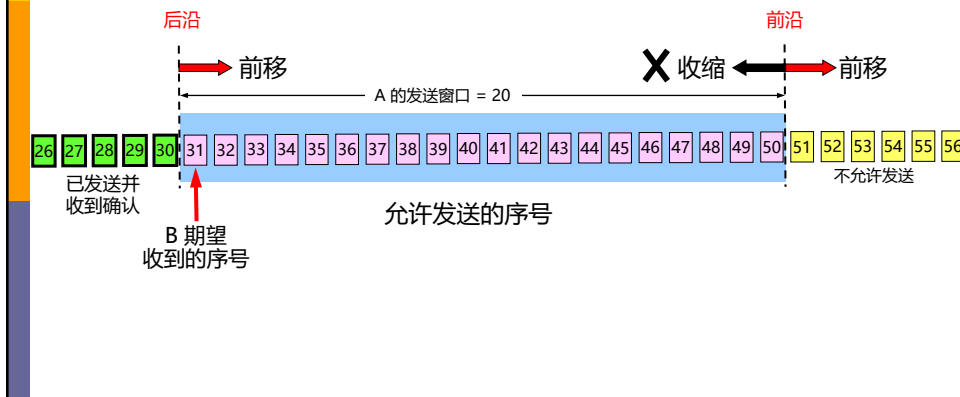 后沿
前沿
前移
收缩
前移
A 的发送窗口 = 20
26 27 28 29 30 31 32 33 34 35 36 37 38 39 40 41 42 43 44 45 46 47 48 49 50 51 52 53 54 55 56
已发送并
收到确认
允许发送的序号
不允许发送
B 期望
收到的序号